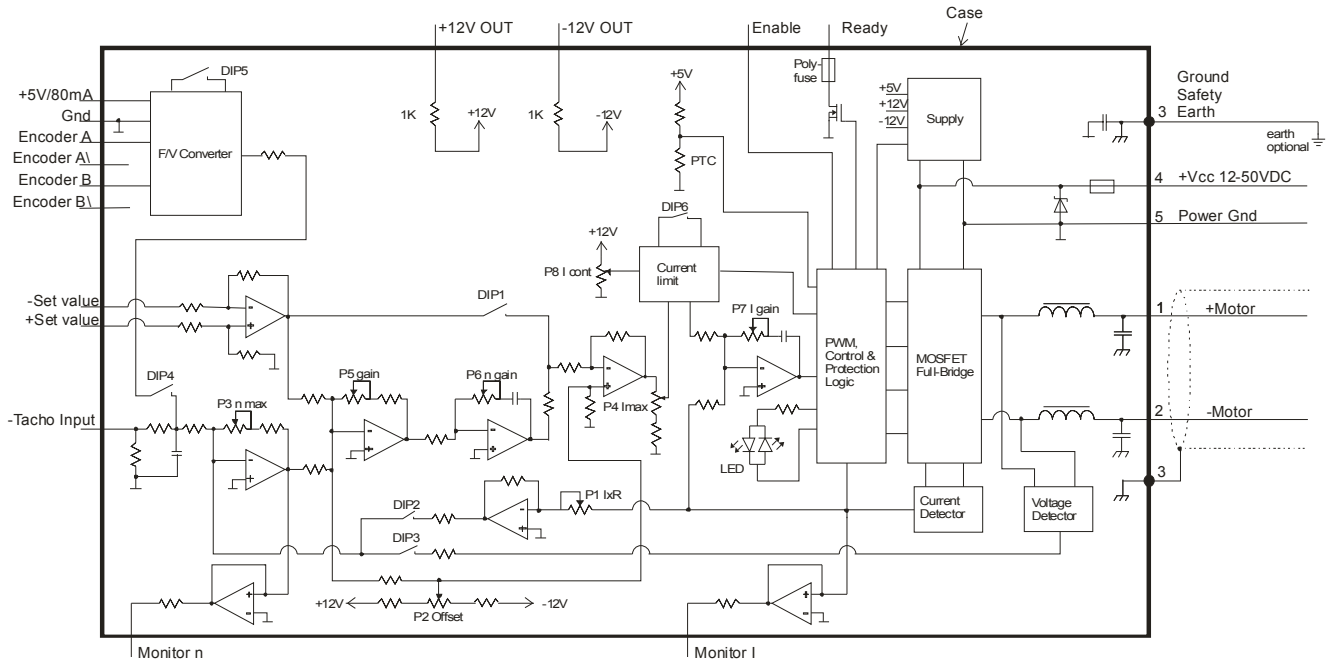 +12V OUT
-12V OUT
Enable
Ready
Case
DIP5
+5V/80mA
Gnd
Encoder A
Encoder A\
Encoder B
Encoder B\
F/V Converter
1K
+12V
1K
-12V
+5V
PTC
Poly-
fuse
+5V
+12V
-12V
Supply
Ground
Safety
3 Earth
earth
optional
4 +Vcc 12-50VDC
5 Power Gnd
DIP6
+12V
P8 I cont
Current
limit
-Set value
+Set value
DIP1
P7 I gain
PWM,
Control &
Protection
Logic
MOSFET
Full-Bridge
1 +Motor
DIP4
P5 gain
P6 n gain
P4 Imax
-Tacho Input
P3 n max
2 -Motor
LED
3
P1 IxR
DIP2
DIP3
Current
Detector
Voltage
Detector
+12V
-12V
P2 Offset
Monitor n
Monitor I